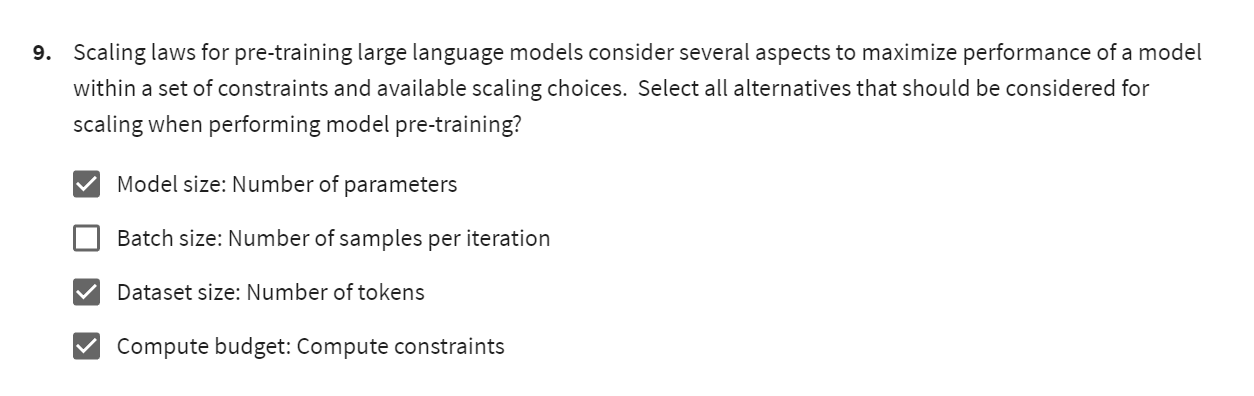 9. Scaling laws for pre-training large language models consider several aspects to maximize performance of a model
within a set of constraints and available scaling choices. Select all alternatives that should be considered for
scaling when performing model pre-training?
Model size: Number of parameters
Batch size: Number of samples per iteration
Dataset size: Number of tokens
Compute budget: Compute constraints